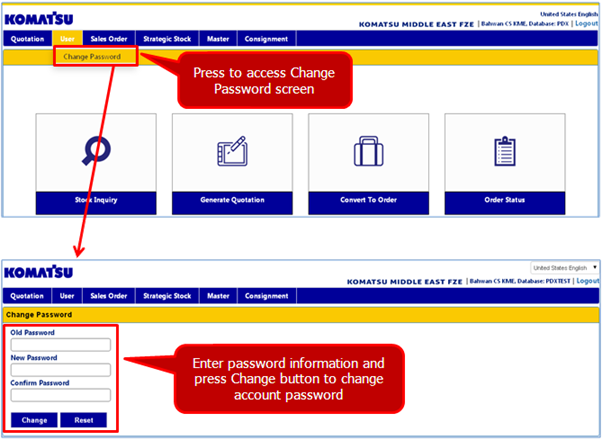 KOMATSU
United States English
KOMATSU MIDDLE EAST FZE | Bahwan CS KME, Database: PDX | Logout
Quotation User Sales Order Strategic Stock Master Consignment
Change Password
Press to access Change
Password screen
Stock Inquiry Generate Quotation Convert To Order Order Status
KOMATSU
United States English
KOMATSU MIDDLE EAST FZE | Bahwan CS KME, Database: PDXTEST | Logout
Quotation User Sales Order Strategic Stock Master Consignment
Change Password
Old Password
New Password
Confirm Password
Change Reset
Enter password information and
press Change button to change
account password